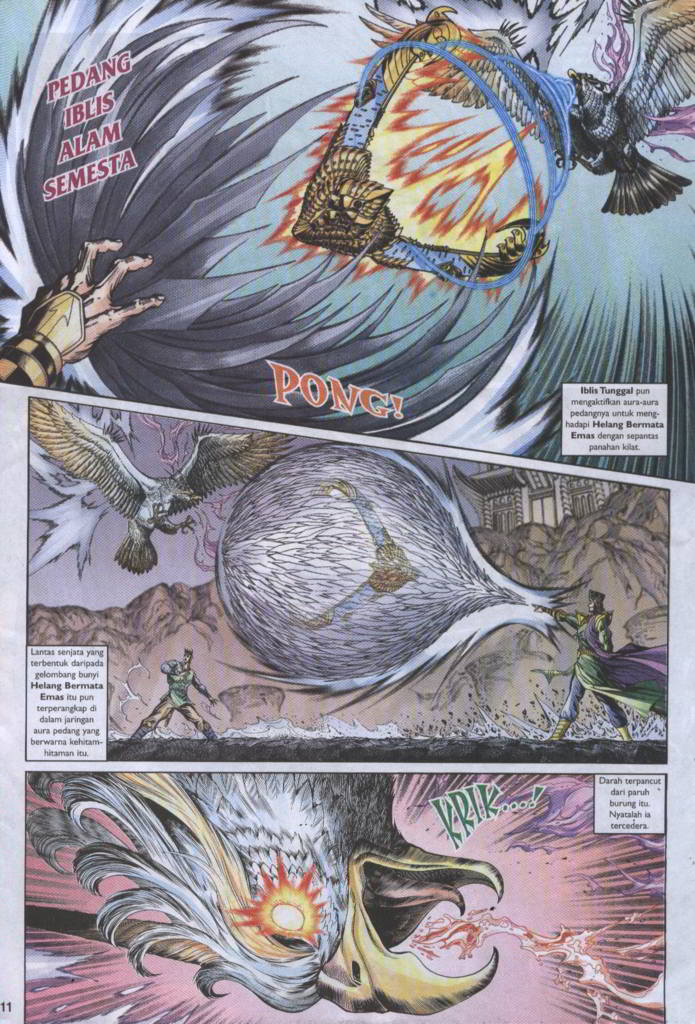 PEDANG
IBLIS
ALAM
SEMESTA
PONG!
Iblis Tunggal pun
mengaktifkan aura-aura
pedangnya untuk meng-
hadapi Helang Bermata
Emas dengan sepantas
panahan kilat.
Lantas senjata yang
terbentuk daripada
gelombang bunyi
Helang Bermata
Emas itu pun
terperangkap di
dalam jaringan
aura pedang yang
berwarna kehitam-
hitaman itu.
KRIK...!
Darah terpancut
dari paruh
burung itu.
Nyatalah ia
tercedera.
11